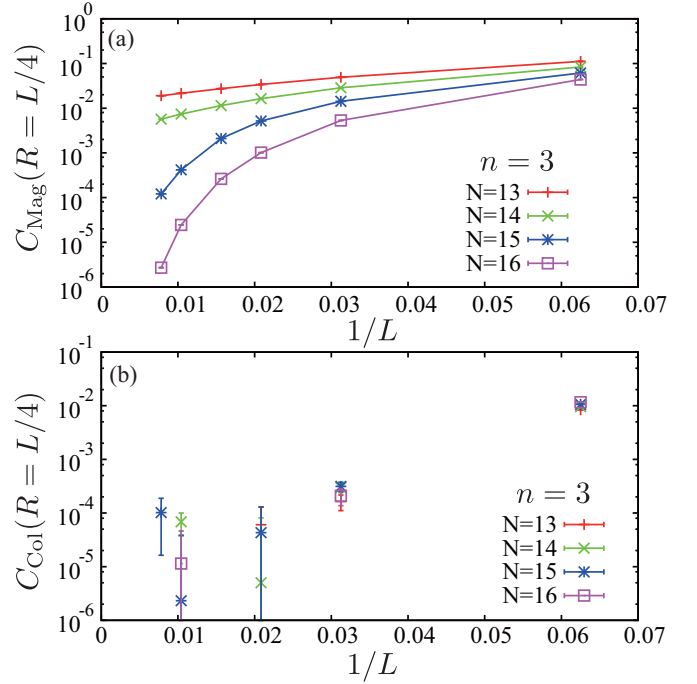 (a)
10^0
10^-1
10^-2
10^-3
10^-4
10^-5
10^-6
C_Mag(R = L/4)
n = 3
N=13
N=14
N=15
N=16
0.01 0.02 0.03 0.04 0.05 0.06 0.07
1/L
(b)
10^-1
10^-2
10^-3
10^-4
10^-5
10^-6
C_Col(R = L/4)
n = 3
N=13
N=14
N=15
N=16
0.01 0.02 0.03 0.04 0.05 0.06 0.07
1/L